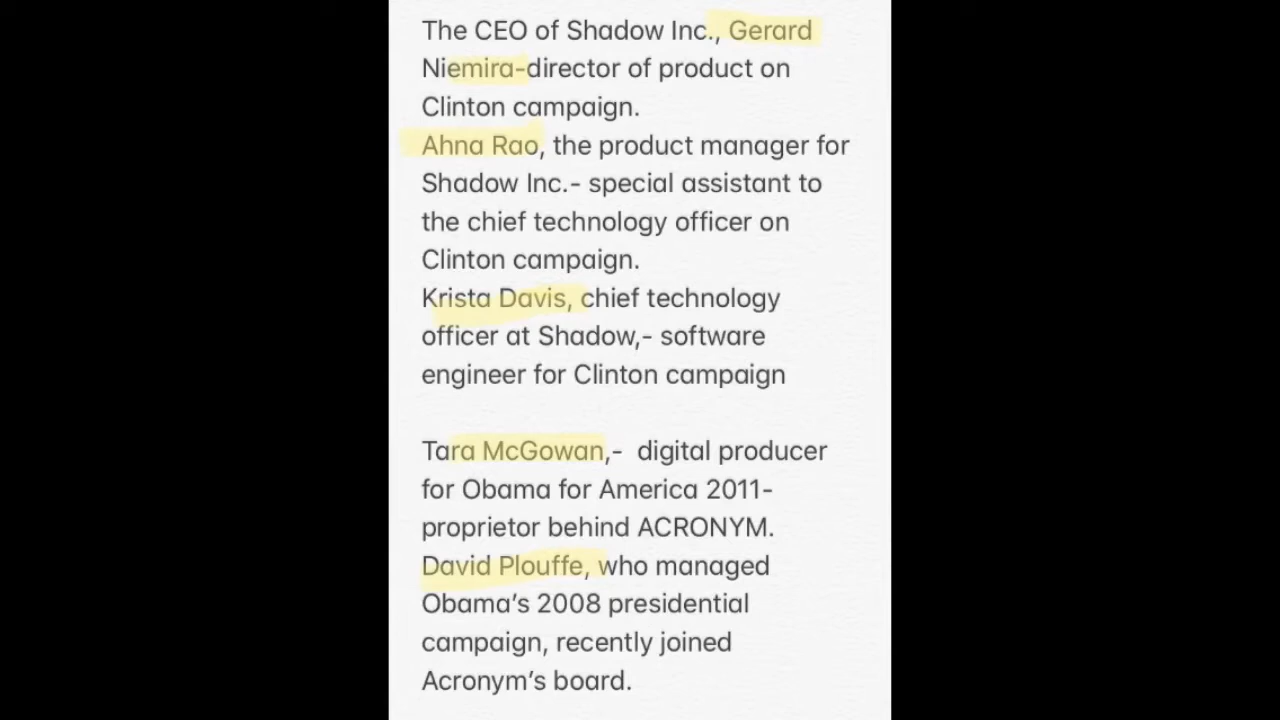 The CEO of Shadow Inc., Gerard
Niemira-director of product on
Clinton campaign.
Ahna Rao, the product manager for
Shadow Inc.- special assistant to
the chief technology officer on
Clinton campaign.
Krista Davis, chief technology
officer at Shadow,- software
engineer for Clinton campaign
Tara McGowan,-  digital producer
for Obama for America 2011-
proprietor behind ACRONYM.
David Plouffe, who managed
Obama’s 2008 presidential
campaign, recently joined
Acronym’s board.